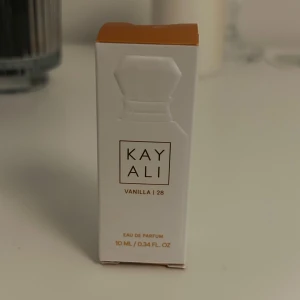 KAY
ALI
VANILLA | 28
EAU DE PARFUM
10 ML / 0.34 FL. OZ